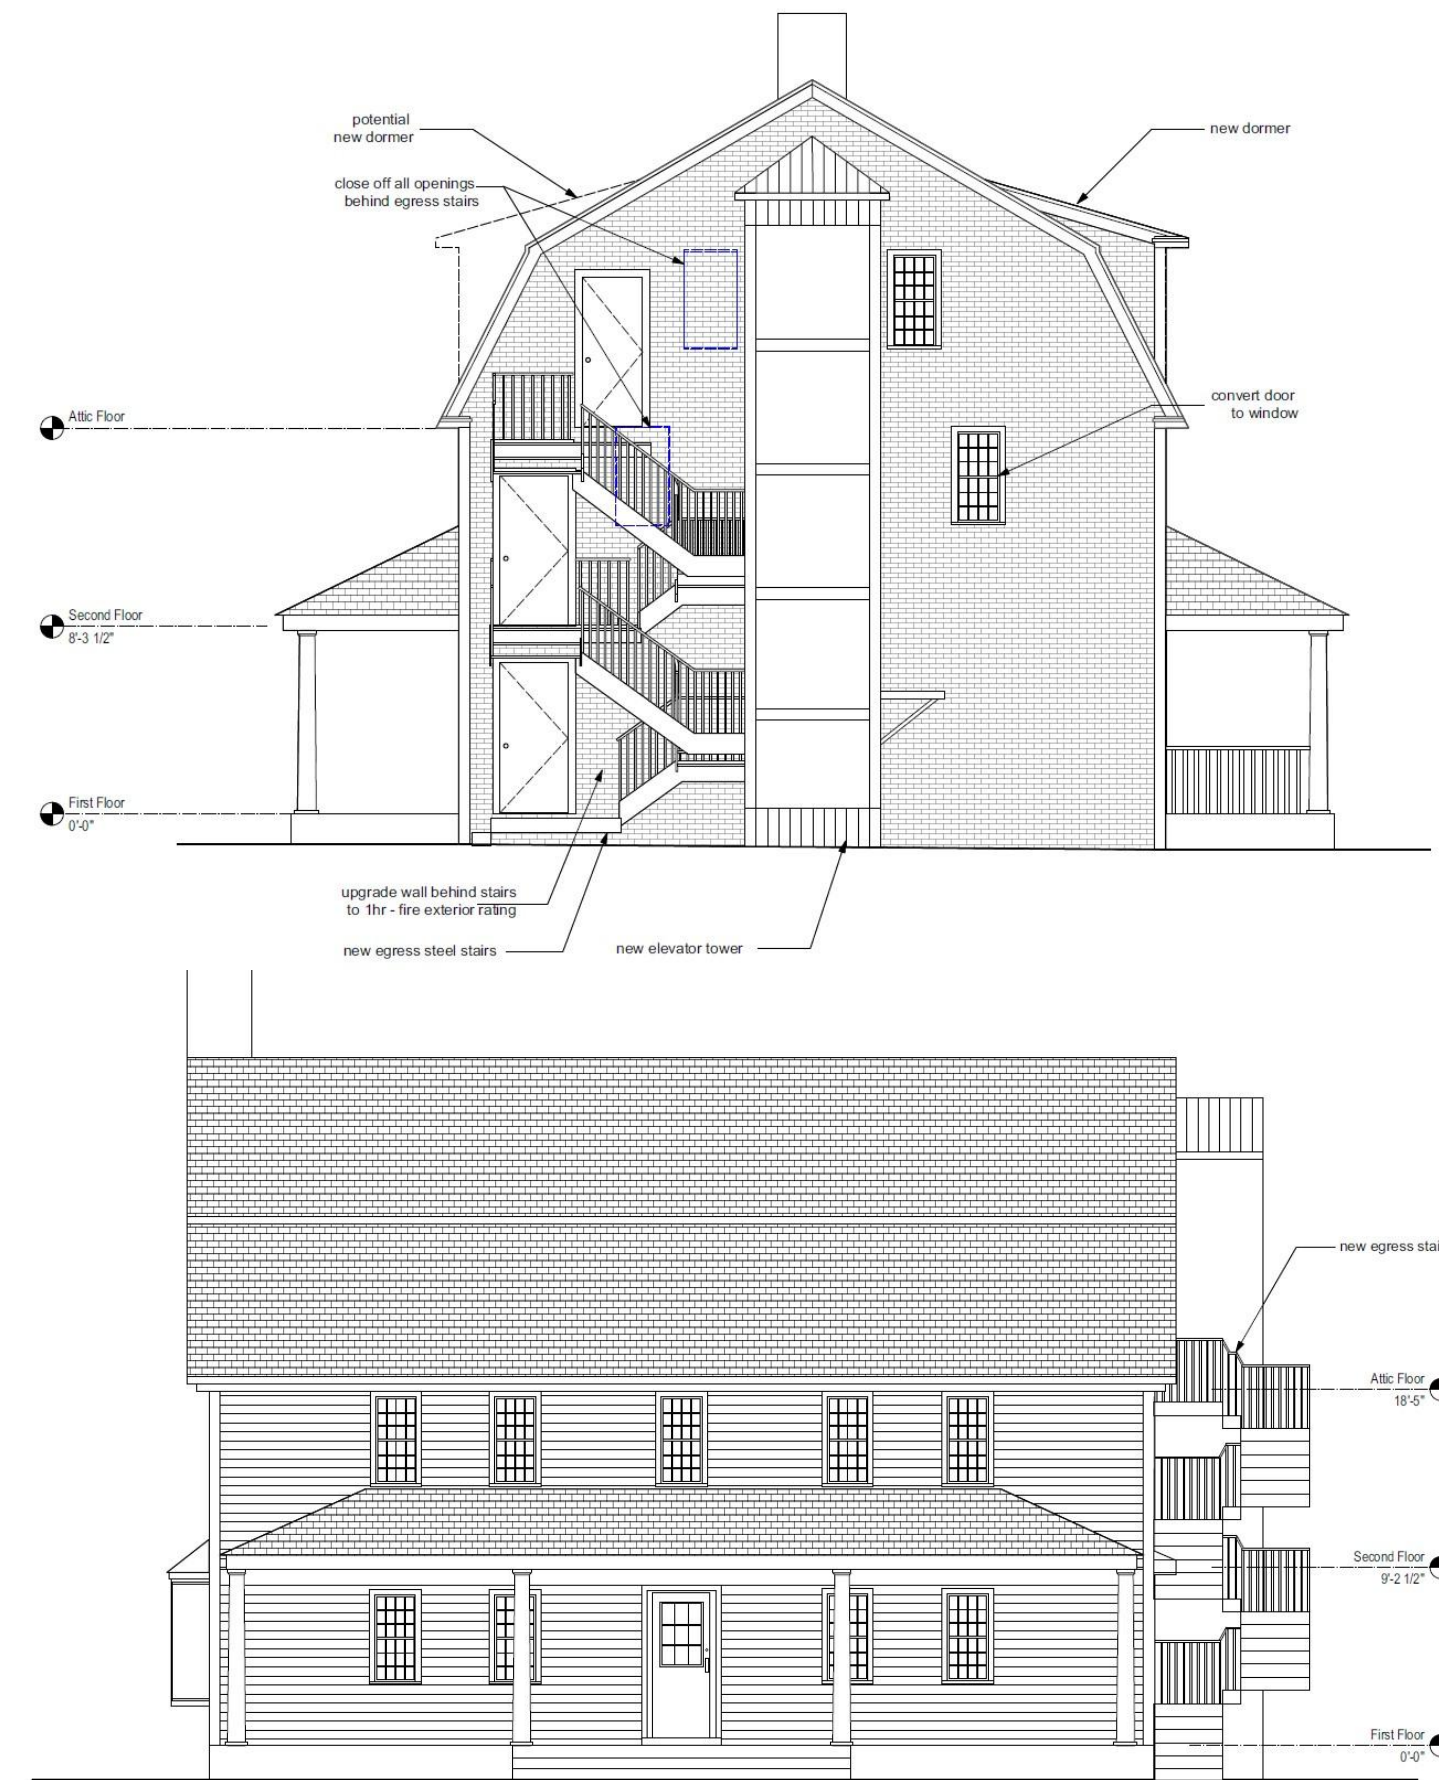 potential
new dormer
new dormer
close off all openings
behind egress stairs
convert door
to window
Attic Floor
Second Floor
8'-3 1/2"
First Floor
0'-0"
upgrade wall behind stairs
to 1hr - fire exterior rating
new egress steel stairs
new elevator tower
new egress stai
Attic Floor
18'-5"
Second Floor
9'-2 1/2"
First Floor
0'-0"